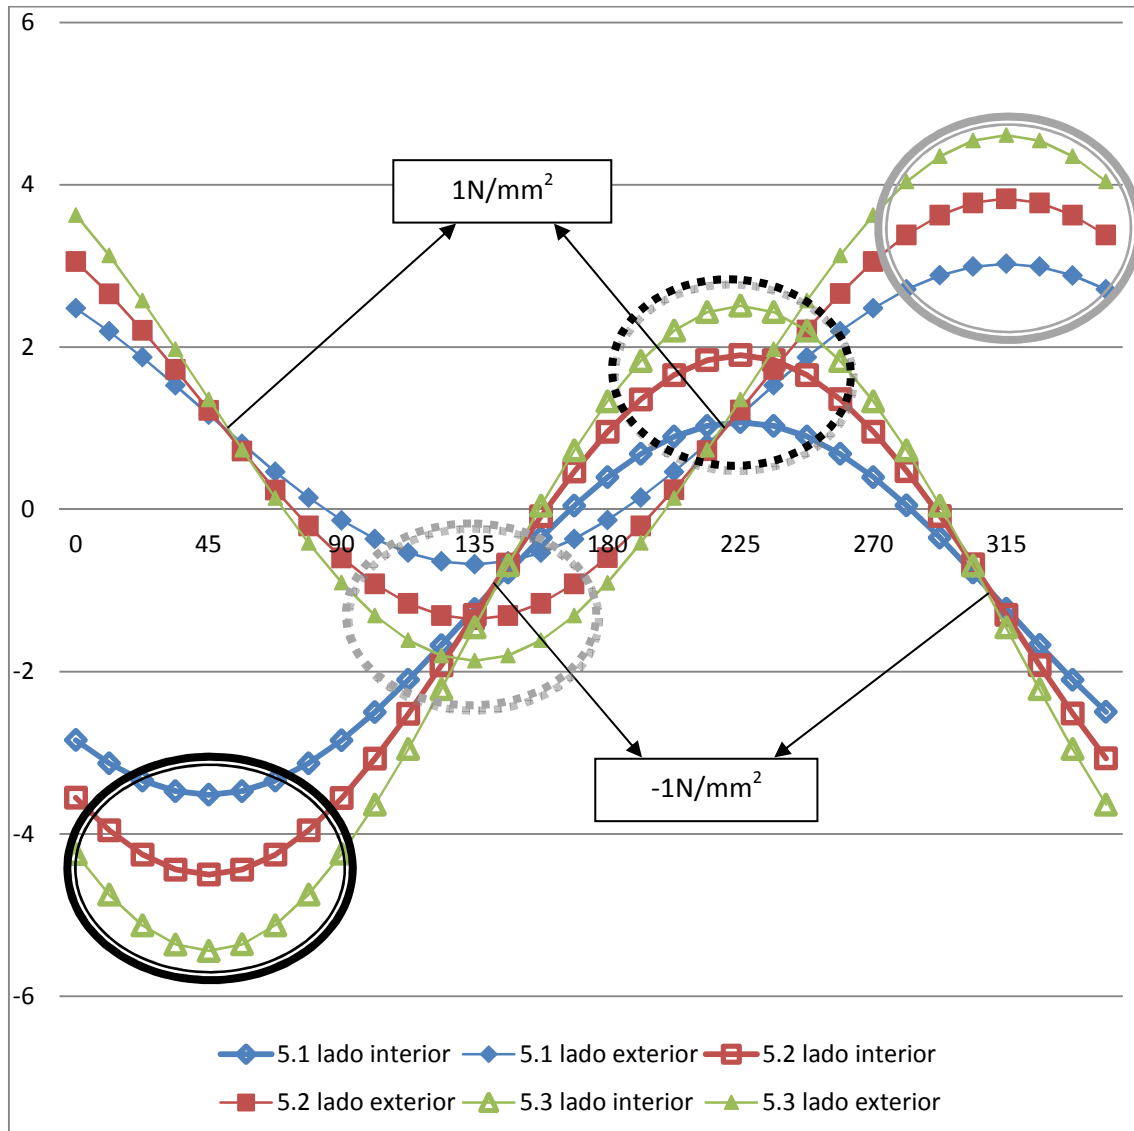 6
4
1N/mm²
2
0
0 45 90 135 180 225 270 315
-2
-1N/mm²
-4
-6
5.1 lado interior 5.1 lado exterior 5.2 lado interior
5.2 lado exterior 5.3 lado interior 5.3 lado exterior